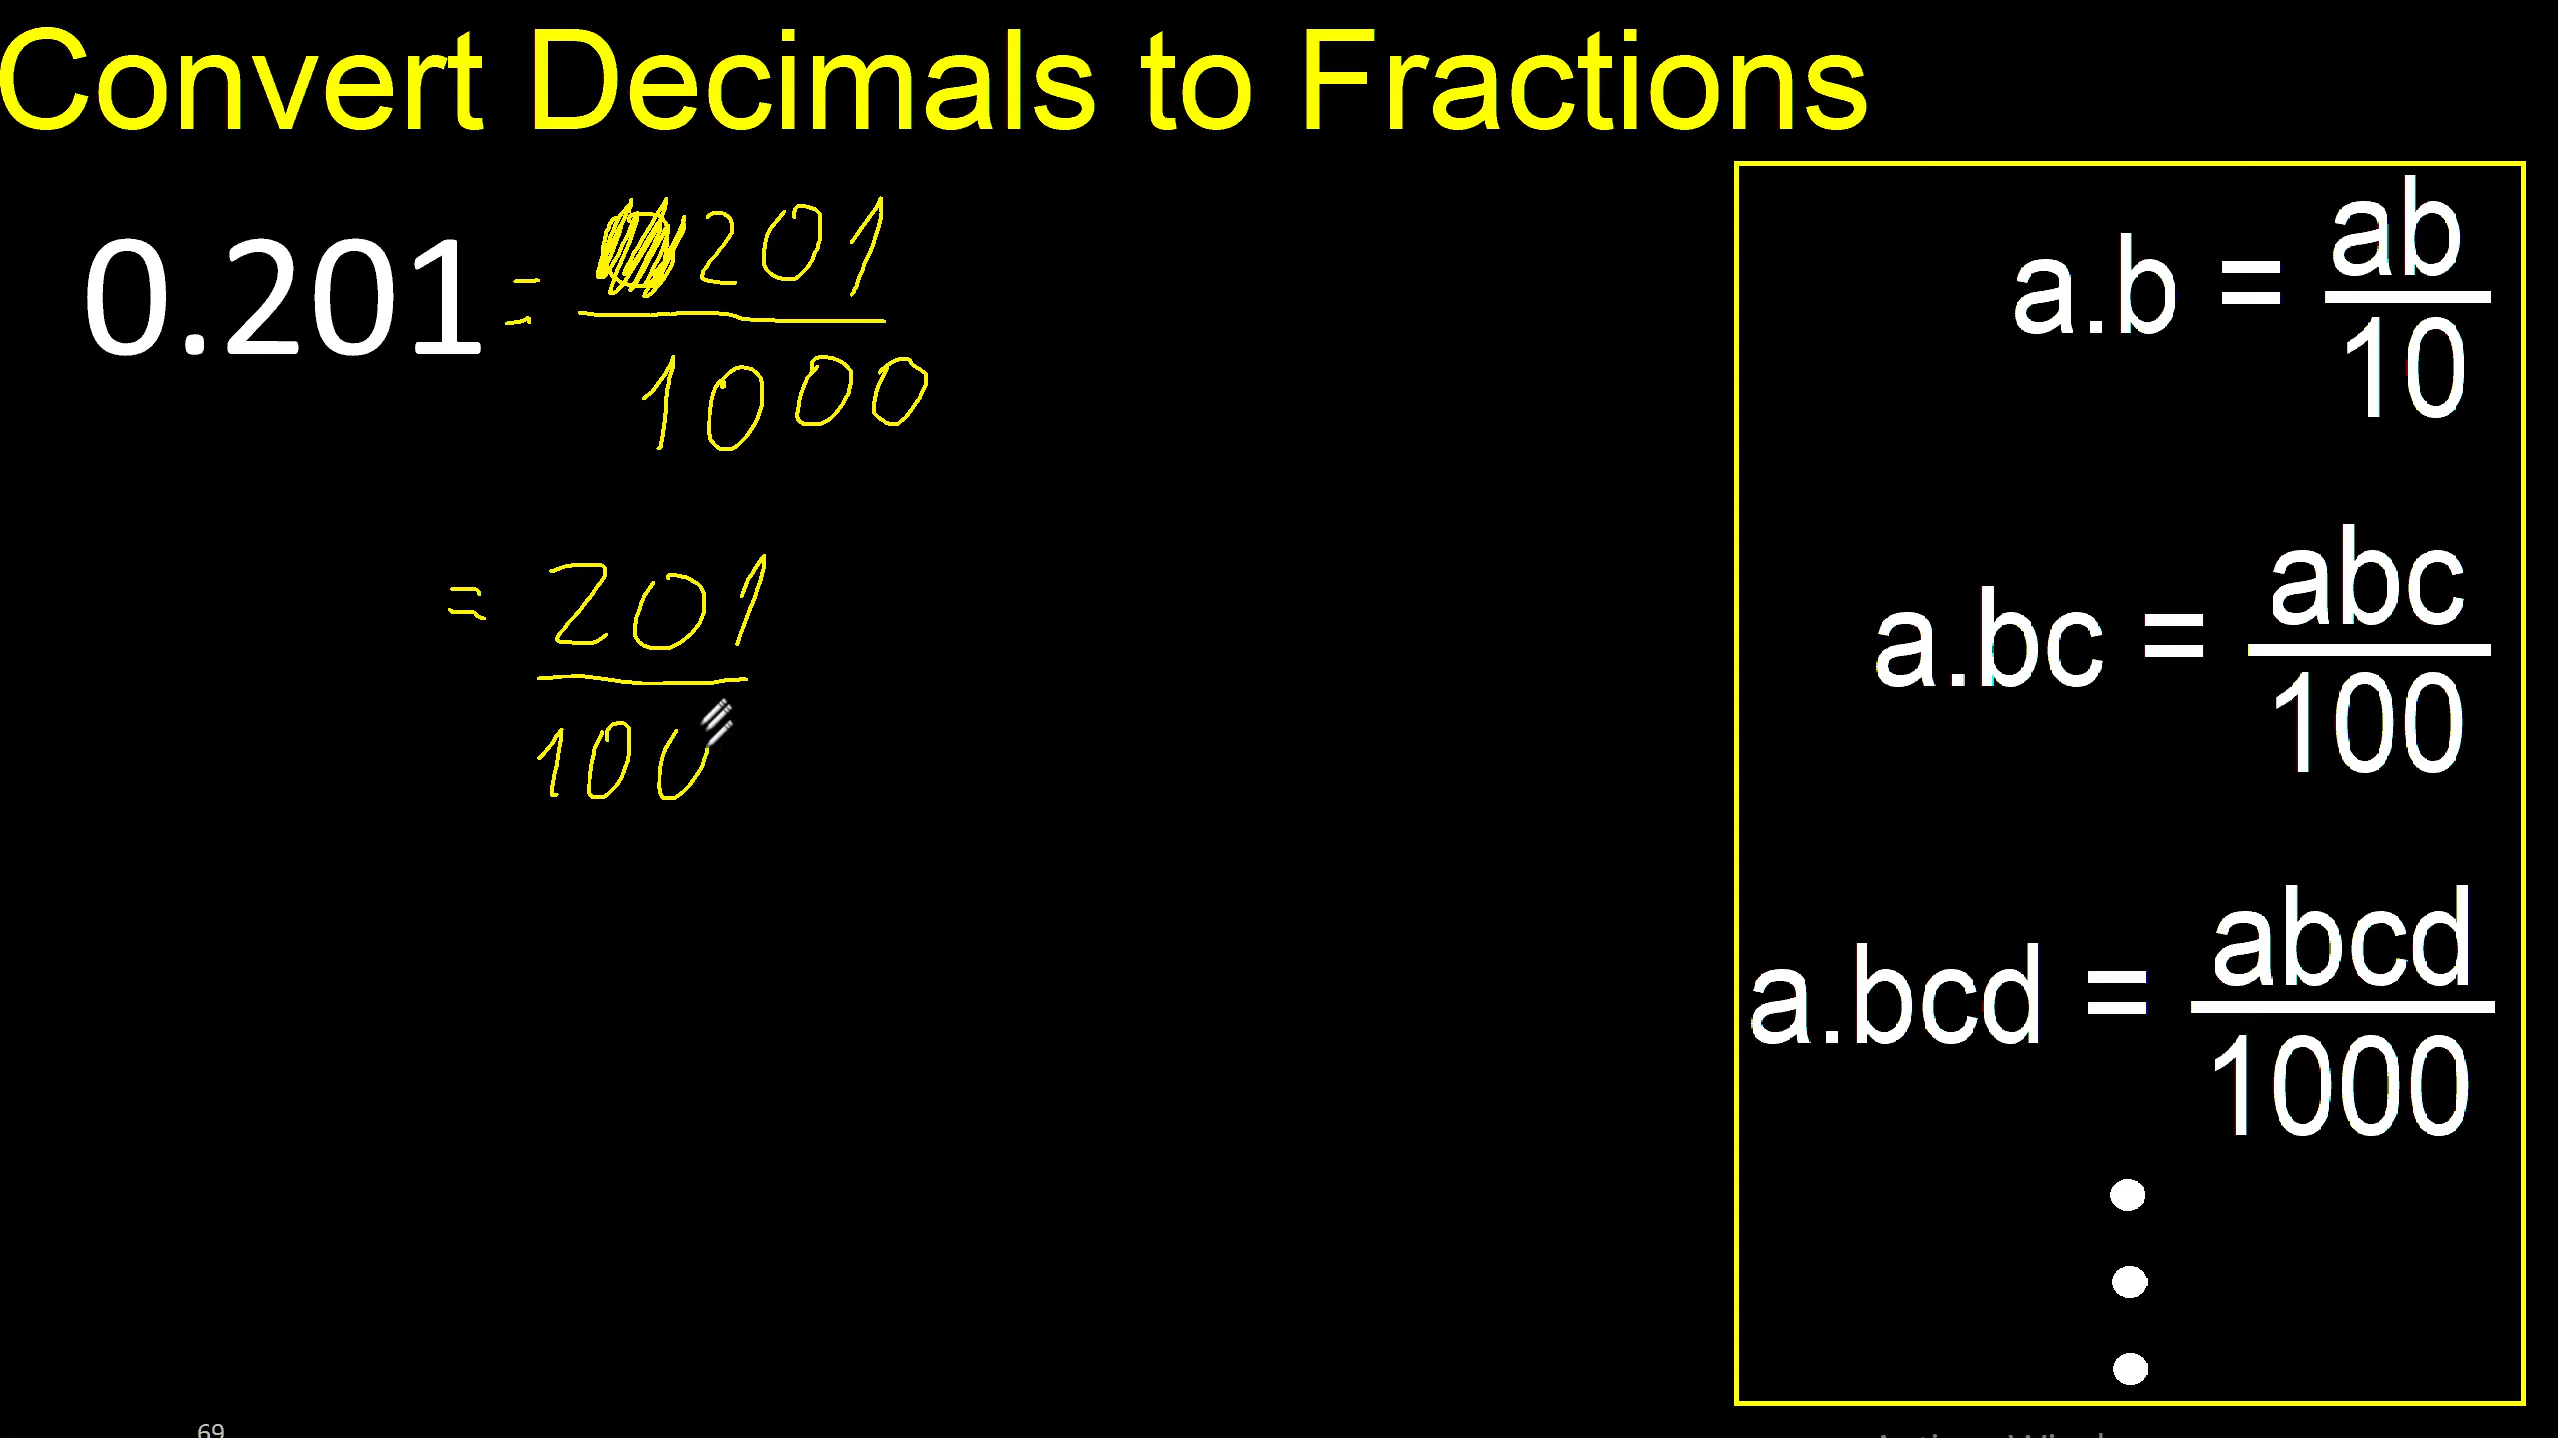 Convert Decimals to Fractions
0.201 = 201
1000
= 201
100
a.b = ab
10
a.bc = abc
100
a.bcd = abcd
1000
69